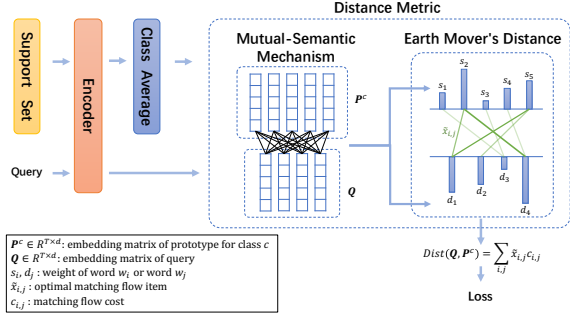 Distance Metric
Support Set
Encoder
Class Average
Mutual-Semantic
Mechanism
Earth Mover's Distance
P^c
Q
s_1
s_2
s_3
s_4
s_5
x̃_{i,j}
d_1
d_2
d_3
d_4
Query
P^c ∈ R^{T×d} : embedding matrix of prototype for class c
Q ∈ R^{T×d} : embedding matrix of query
s_i, d_j : weight of word w_i or word w_j
x̃_{i,j} : optimal matching flow item
c_{i,j} : matching flow cost
Dist(Q, P^c) = ∑_{i,j} x̃_{i,j} c_{i,j}
Loss